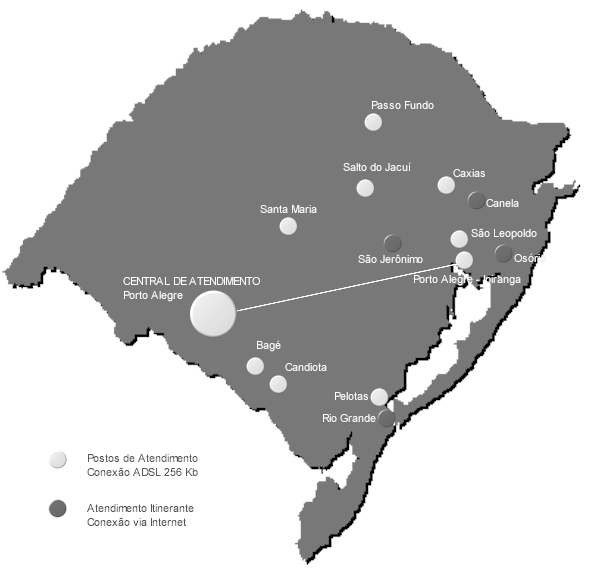 Passo Fundo
Salto do Jacuí
Caxias
Canela
Santa Maria
São Leopoldo
São Jerônimo
Osóri
CENTRAL DE ATENDIMENTO
Porto Alegre
Porto Alegre - Ipiranga
Bagé
Candiota
Pelotas
Rio Grande
Postos de Atendimento
Conexão ADSL 256 Kb
Atendimento Itinerante
Conexão via Internet